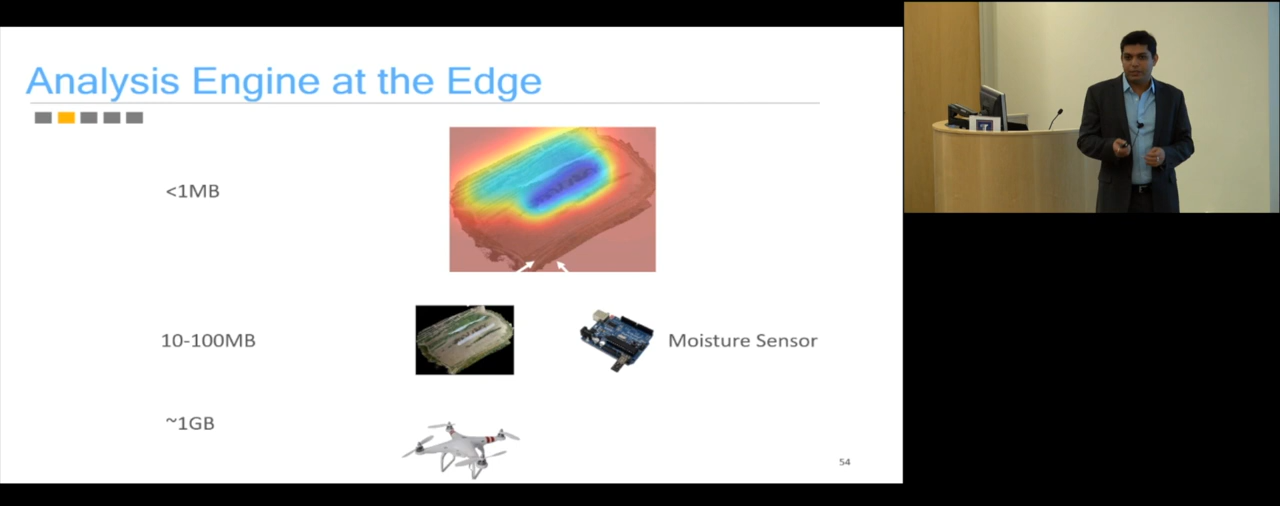 Analysis Engine at the Edge
<1MB
10-100MB
Moisture Sensor
~1GB
54